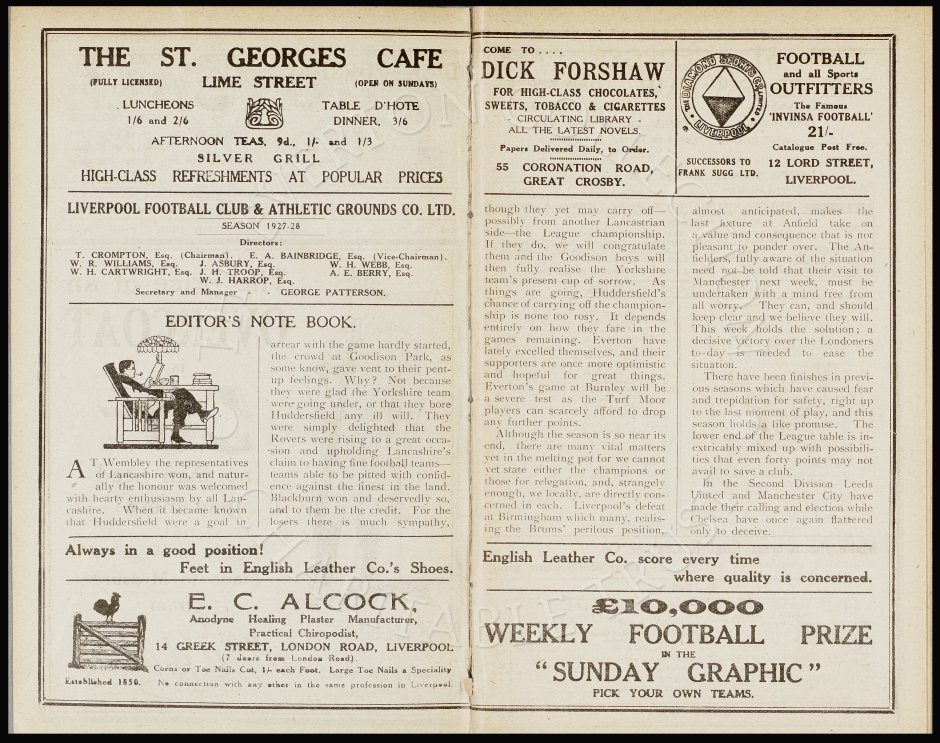 THE ST. GEORGES CAFE
(FULLY LICENSED) LIME STREET (OPEN ON SUNDAYS)
LUNCHEONS
1/6 and 2/6
TABLE D'HOTE
DINNER, 3/6
AFTERNOON TEAS, 9d., 1/- and 1/3
SILVER GRILL
HIGH-CLASS REFRESHMENTS AT POPULAR PRICES
LIVERPOOL FOOTBALL CLUB & ATHLETIC GROUNDS CO. LTD.
SEASON 1927-28
Directors:
T. CROMPTON, Esq. (Chairman). E. A. BAINBRIDGE, Esq. (Vice-Chairman).
W. R. WILLIAMS, Esq. J. ASBURY, Esq. W. H. WEBB, Esq.
W. H. CARTWRIGHT, Esq. J. H. TROOP, Esq. A. E. BERRY, Esq.
W. J. HARROP, Esq.
Secretary and Manager - - GEORGE PATTERSON.
EDITOR'S NOTE BOOK.
AT Wembley the representatives
of Lancashire won, and natur-
ally the honour was welcomed
with hearty enthusiasm by all Lan-
cashire. When it became known
that Huddersfield were a goal in
arrear with the game hardly started,
the crowd at Goodison Park, as
some know, gave vent to their pent-
up feelings. Why? Not because
they were glad the Yorkshire team
were going under, or that they bore
Huddersfield any ill will. They
were simply delighted that the
Rovers were rising to a great occa-
sion and upholding Lancashire's
claim to having fine football teams—
teams able to be pitted with confid-
ence against the finest in the land.
Blackburn won and deservedly so,
and to them be the credit. For the
losers there is much sympathy,
Always in a good position!
Feet in English Leather Co.'s Shoes.
E. C. ALCOCK,
Anodyne Healing Plaster Manufacturer,
Practical Chiropodist,
14 GREEK STREET, LONDON ROAD, LIVERPOOL
(7 doors from London Road).
Corns or Toe Nails Cut, 1/- each Foot. Large Toe Nails a Speciality
Established 1850. No connection with any other in the same profession in Liverpool.
COME TO . . . .
DICK FORSHAW
FOR HIGH-CLASS CHOCOLATES,
SWEETS, TOBACCO & CIGARETTES
- CIRCULATING LIBRARY -
ALL THE LATEST NOVELS.
Papers Delivered Daily, to Order.
55 CORONATION ROAD,
GREAT CROSBY.
THE DIAMOND SPORTS CO. LIMITED
LIVERPOOL
SUCCESSORS TO
FRANK SUGG LTD.
FOOTBALL
and all Sports
OUTFITTERS
The Famous
'INVINSA FOOTBALL'
21/-
Catalogue Post Free.
12 LORD STREET,
LIVERPOOL.
though they yet may carry off—
possibly from another Lancastrian
side—the League championship.
If they do, we will congratulate
them and the Goodison boys will
then fully realise the Yorkshire
team's present cup of sorrow. As
things are going, Huddersfield's
chance of carrying off the champion-
ship is none too rosy. It depends
entirely on how they fare in the
games remaining. Everton have
lately excelled themselves, and their
supporters are once more optimistic
and hopeful for great things.
Everton's game at Burnley will be
a severe test as the Turf Moor
players can scarcely afford to drop
any further points.
Although the season is so near its
end, there are many vital matters
yet in the melting pot for we cannot
yet state either the champions or
those for relegation, and, strangely
enough, we locally, are directly con-
cerned in each. Liverpool's defeat
at Birmingham which many, realis-
ing the Brums' perilous position,
almost anticipated, makes the
last fixture at Anfield take on
a value and consequence that is not
pleasant to ponder over. The An-
fielders, fully aware of the situation
need not be told that their visit to
Manchester next week, must be
undertaken with a mind free from
all worry. They can, and should
keep clear and we believe they will.
This week holds the solution; a
decisive victory over the Londoners
to-day is needed to ease the
situation.
There have been finishes in previ-
ous seasons which have caused fear
and trepidation for safety, right up
to the last moment of play, and this
season holds a like promise. The
lower end of the League table is in-
extricably mixed up with possibili-
ties that even forty points may not
avail to save a club.
In the Second Division Leeds
United and Manchester City have
made their calling and election while
Chelsea have once again flattered
only to deceive.
English Leather Co. score every time
where quality is concerned.
£10,000
WEEKLY FOOTBALL PRIZE
IN THE
"SUNDAY GRAPHIC"
PICK YOUR OWN TEAMS.